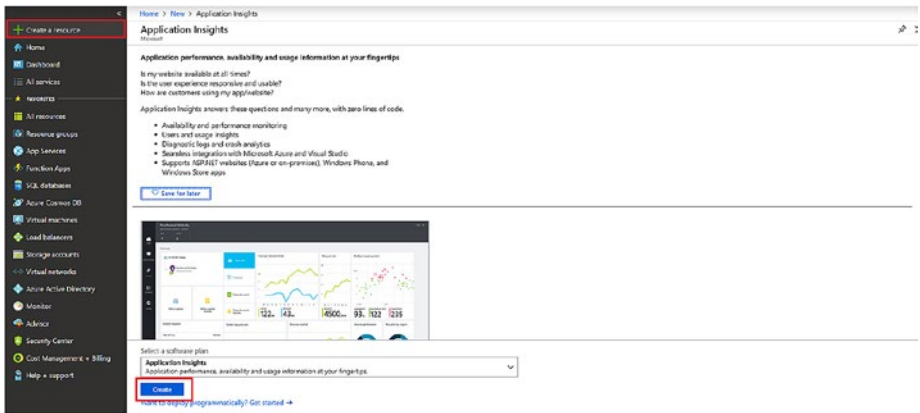 Home > New > Application Insights
Application Insights
Microsoft
Create a resource
Home
Dashboard
All services
FAVORITES
All resources
Resource groups
App Services
Function Apps
SQL databases
Azure Cosmos DB
Virtual machines
Load balancers
Storage accounts
Virtual networks
Azure Active Directory
Monitor
Advisor
Security Center
Cost Management + Billing
Help + support
Application performance, availability and usage information at your fingertips
Is my website available at all times?
Is the user experience responsive and usable?
How are customers using my app/website?
Application Insights answers these questions and many more, with zero lines of code.
• Availability and performance monitoring
• Users and usage insights
• Diagnostic logs and crash analytics
• Seamless integration with Microsoft Azure and Visual Studio
• Supports ASP.NET websites (Azure or on-premises), Windows Phone, and
Windows Store apps
Save for later
Select a software plan
Application Insights
Application performance, availability and usage information at your fingertips.
Create
Want to deploy programmatically? Get started →